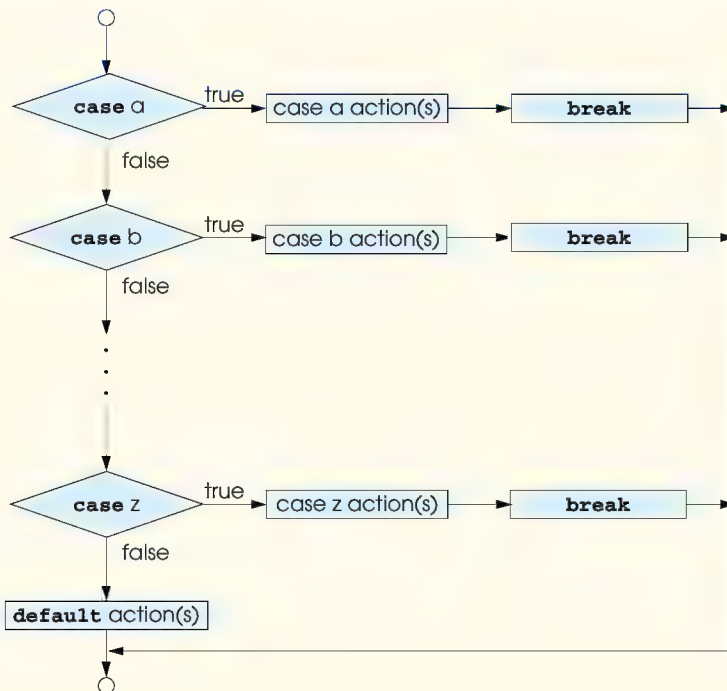 case a
true
case a action(s)
break
false
case b
true
case b action(s)
break
false
case z
true
case z action(s)
break
false
default action(s)